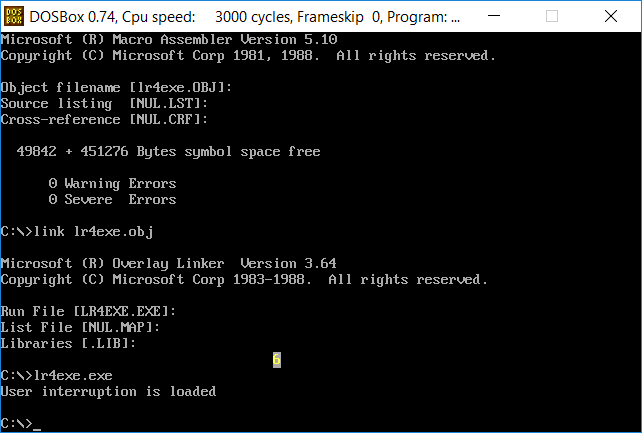 DOSBox 0.74, Cpu speed: 3000 cycles, Frameskip 0, Program: ...
Microsoft (R) Macro Assembler Version 5.10
Copyright (C) Microsoft Corp 1981, 1988. All rights reserved.
Object filename [lr4exe.OBJ]:
Source listing [NUL.LST]:
Cross-reference [NUL.CRF]:
49842 + 451276 Bytes symbol space free
0 Warning Errors
0 Severe Errors
C:\>link lr4exe.obj
Microsoft (R) Overlay Linker Version 3.64
Copyright (C) Microsoft Corp 1983-1988. All rights reserved.
Run File [LR4EXE.EXE]:
List File [NUL.MAP]:
Libraries [.LIB]:
6
C:\>lr4exe.exe
User interruption is loaded
C:\>_